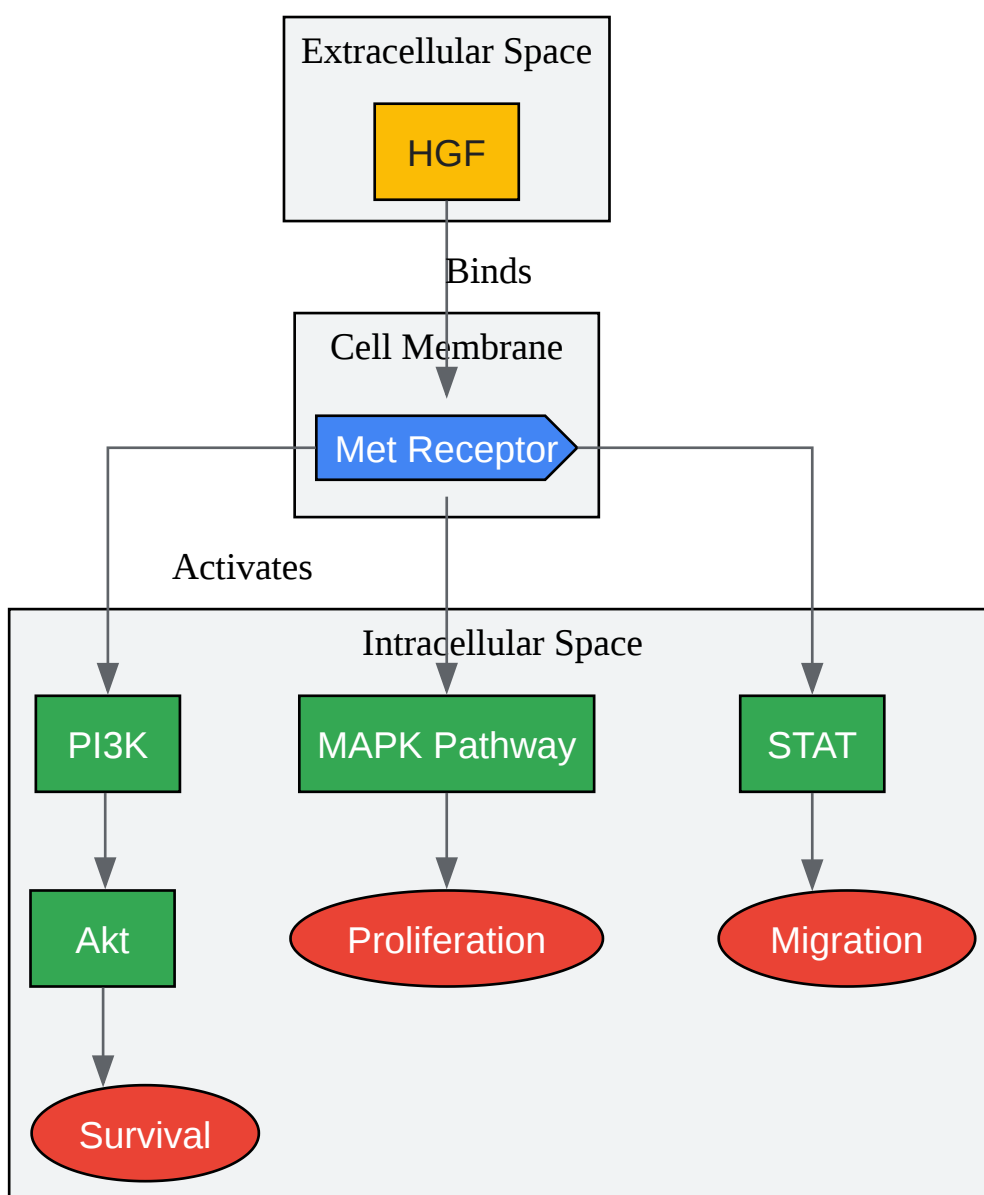 Extracellular Space
HGF
Binds
Cell Membrane
Met Receptor
Activates
Intracellular Space
PI3K
MAPK Pathway
STAT
Akt
Proliferation
Migration
Survival